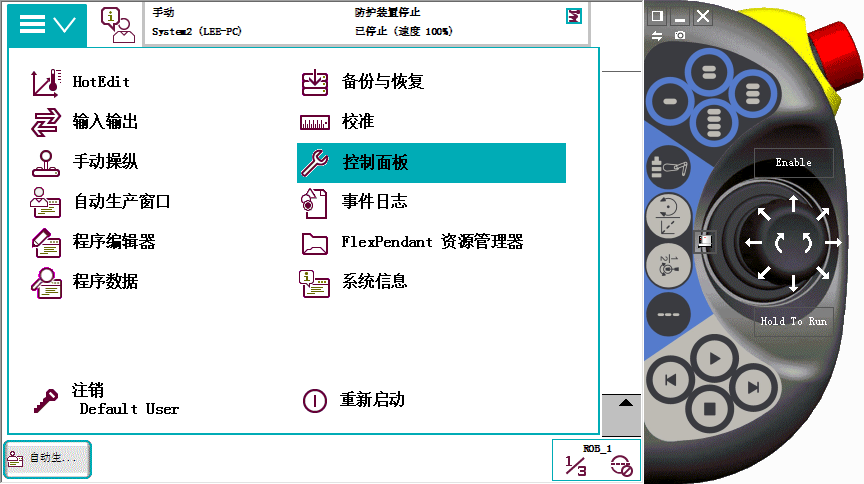 手动
防护装置停止
System2 (LEE-PC)
已停止 (速度 100%)
HotEdit
备份与恢复
输入输出
校准
手动操纵
控制面板
自动生产窗口
事件日志
程序编辑器
FlexPendant 资源管理器
程序数据
系统信息
注销
Default User
重新启动
自动生...
ROB_1
1/3
Enable
Hold To Run